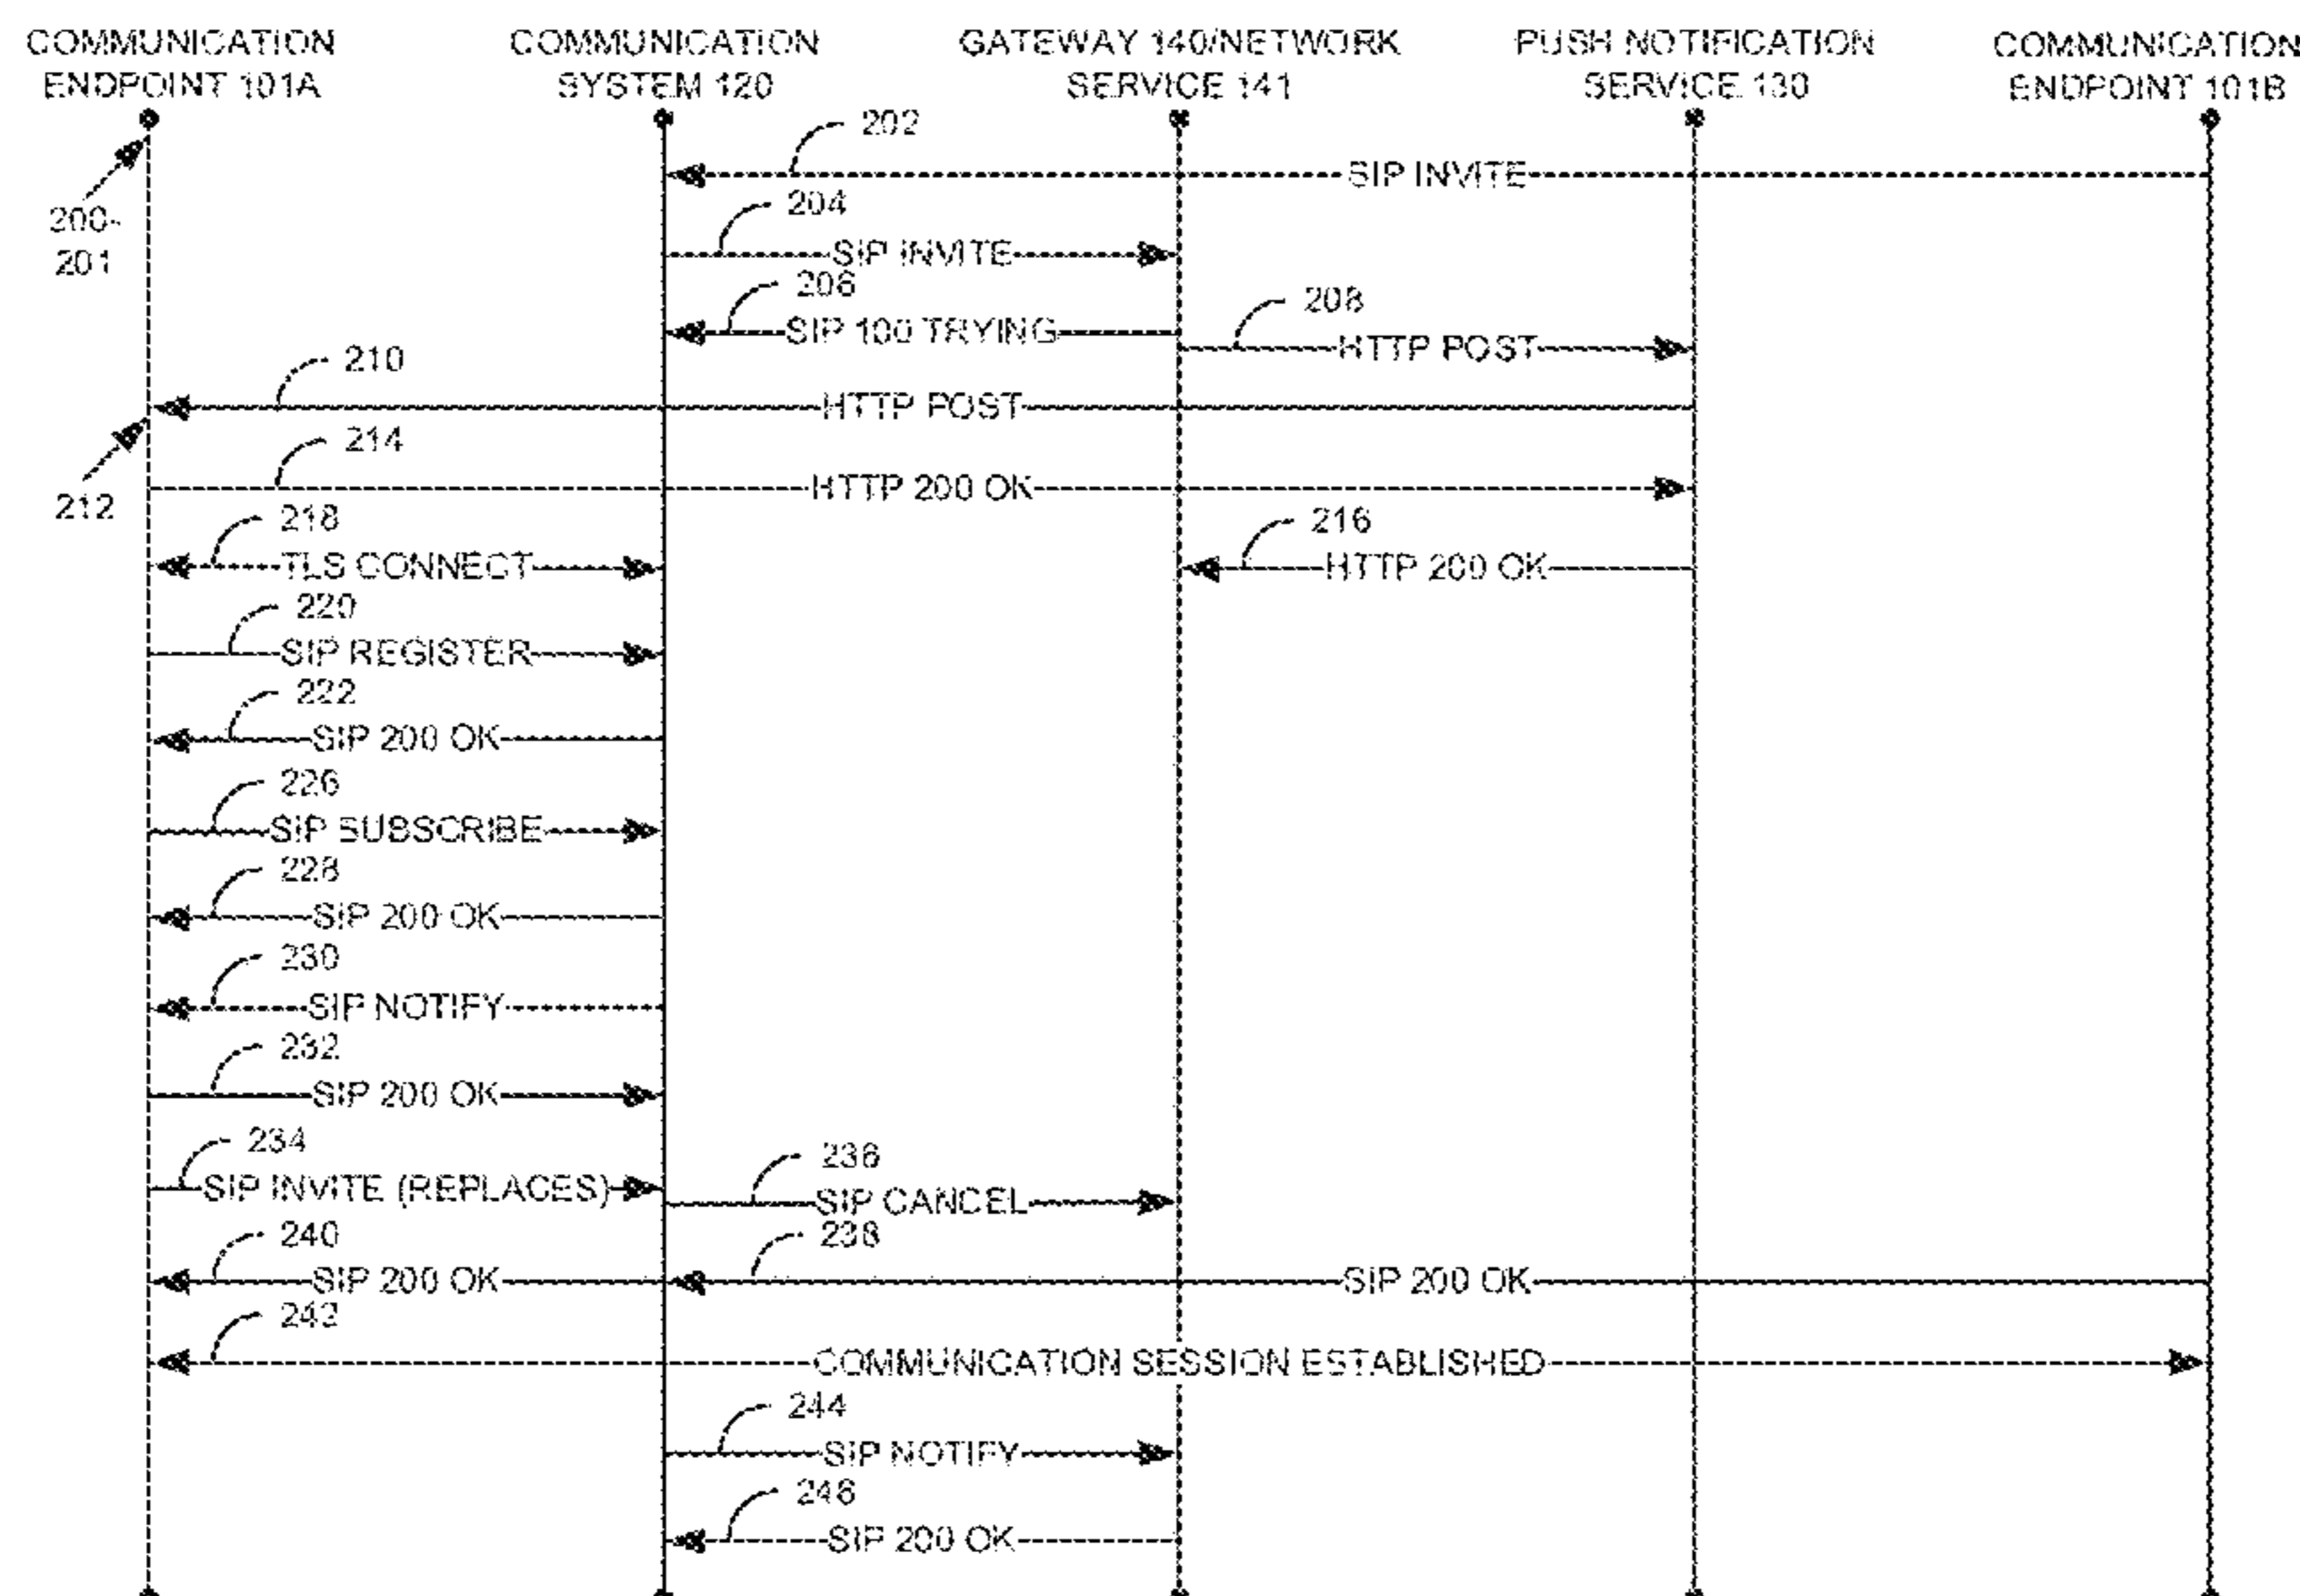 COMMUNICATION
ENDPOINT 101A
COMMUNICATION
SYSTEM 120
GATEWAY 140/NETWORK
SERVICE 141
PUSH NOTIFICATION
SERVICE 130
COMMUNICATION
ENDPOINT 101B
200-
201
202
SIP INVITE
204
SIP INVITE
206
SIP 100 TRYING
208
HTTP POST
210
HTTP POST
212
214
HTTP 200 OK
218
TLS CONNECT
216
HTTP 200 OK
220
SIP REGISTER
222
SIP 200 OK
226
SIP SUBSCRIBE
228
SIP 200 OK
230
SIP NOTIFY
232
SIP 200 OK
234
SIP INVITE (REPLACES)
236
SIP CANCEL
240
SIP 200 OK
238
SIP 200 OK
242
COMMUNICATION SESSION ESTABLISHED
244
SIP NOTIFY
246
SIP 200 OK